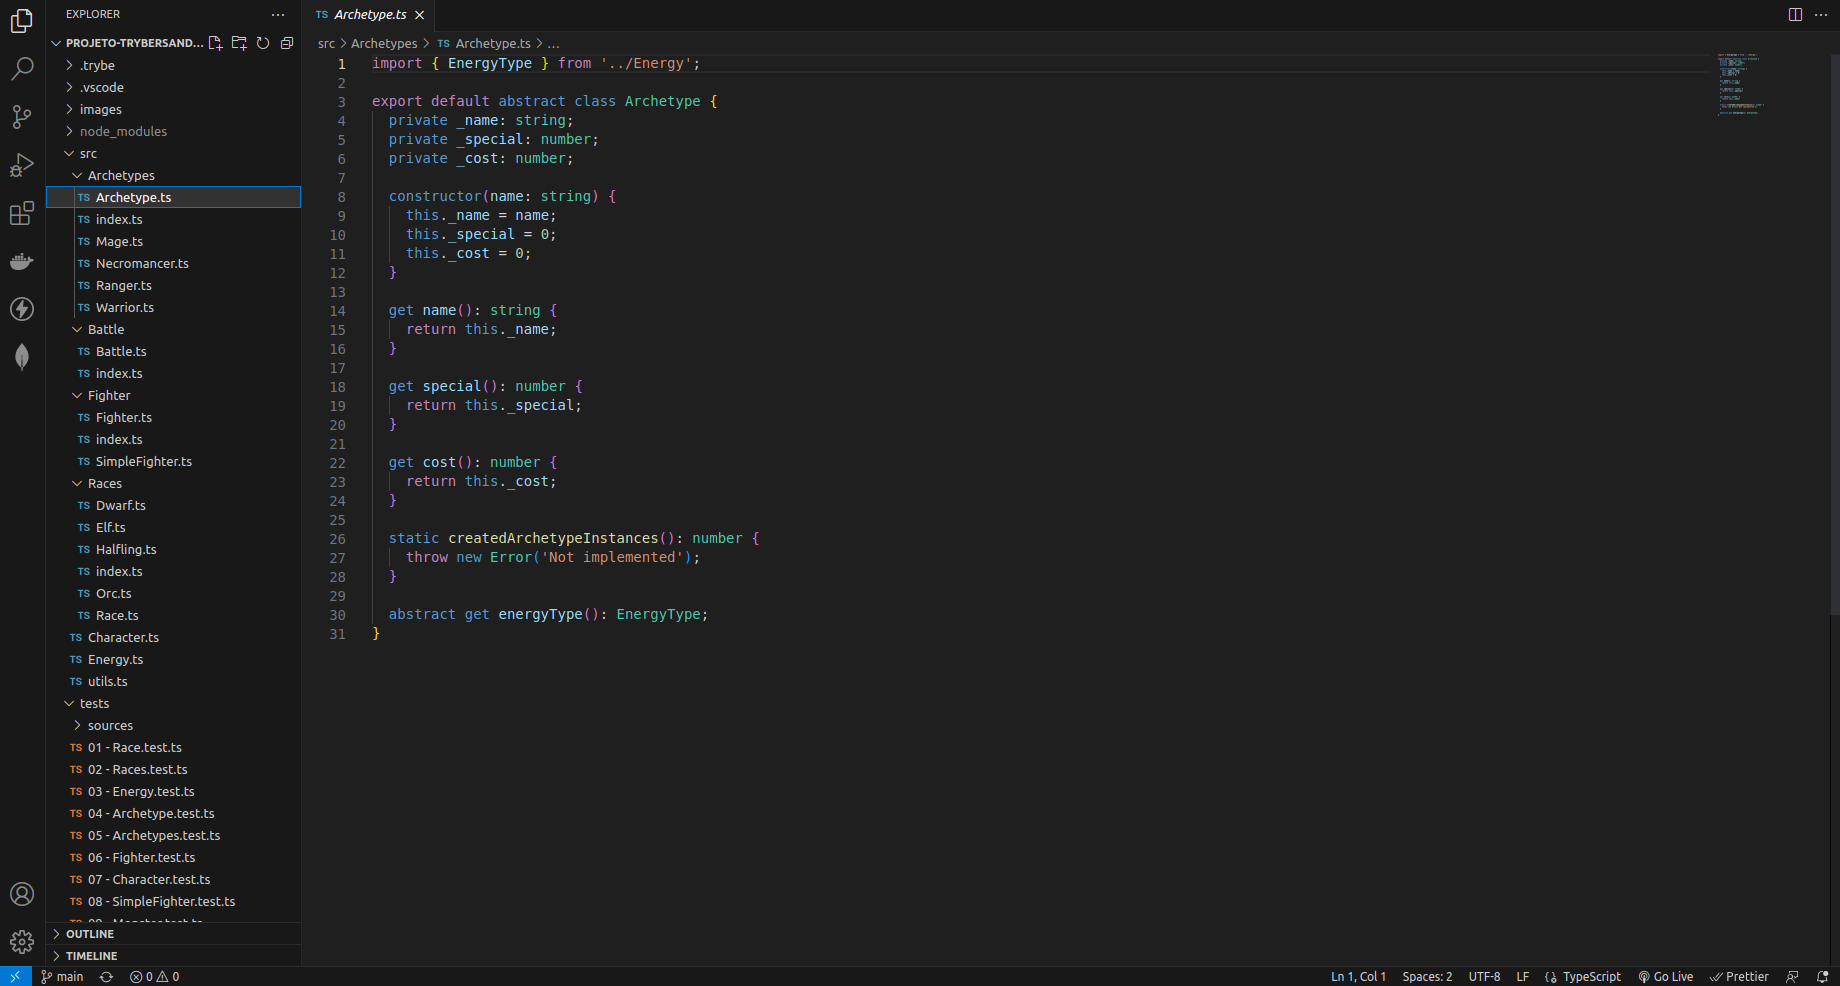 EXPLORER
PROJETO-TRYBERSAND...
.trybe
.vscode
images
node_modules
src
Archetypes
TS Archetype.ts
TS index.ts
TS Mage.ts
TS Necromancer.ts
TS Ranger.ts
TS Warrior.ts
Battle
TS Battle.ts
TS index.ts
Fighter
TS Fighter.ts
TS index.ts
TS SimpleFighter.ts
Races
TS Dwarf.ts
TS Elf.ts
TS Halfling.ts
TS index.ts
TS Orc.ts
TS Race.ts
TS Character.ts
TS Energy.ts
TS utils.ts
tests
sources
TS 01 - Race.test.ts
TS 02 - Races.test.ts
TS 03 - Energy.test.ts
TS 04 - Archetype.test.ts
TS 05 - Archetypes.test.ts
TS 06 - Fighter.test.ts
TS 07 - Character.test.ts
TS 08 - SimpleFighter.test.ts
TS 09 - Monster.test.ts
OUTLINE
TIMELINE
TS Archetype.ts
src > Archetypes > TS Archetype.ts > ...
1 import { EnergyType } from '../Energy';
2
3 export default abstract class Archetype {
4 private _name: string;
5 private _special: number;
6 private _cost: number;
7
8 constructor(name: string) {
9 this._name = name;
10 this._special = 0;
11 this._cost = 0;
12 }
13
14 get name(): string {
15 return this._name;
16 }
17
18 get special(): number {
19 return this._special;
20 }
21
22 get cost(): number {
23 return this._cost;
24 }
25
26 static createdArchetypeInstances(): number {
27 throw new Error('Not implemented');
28 }
29
30 abstract get energyType(): EnergyType;
31 }
main 0 0 Ln 1, Col 1 Spaces: 2 UTF-8 LF {} TypeScript Go Live Prettier